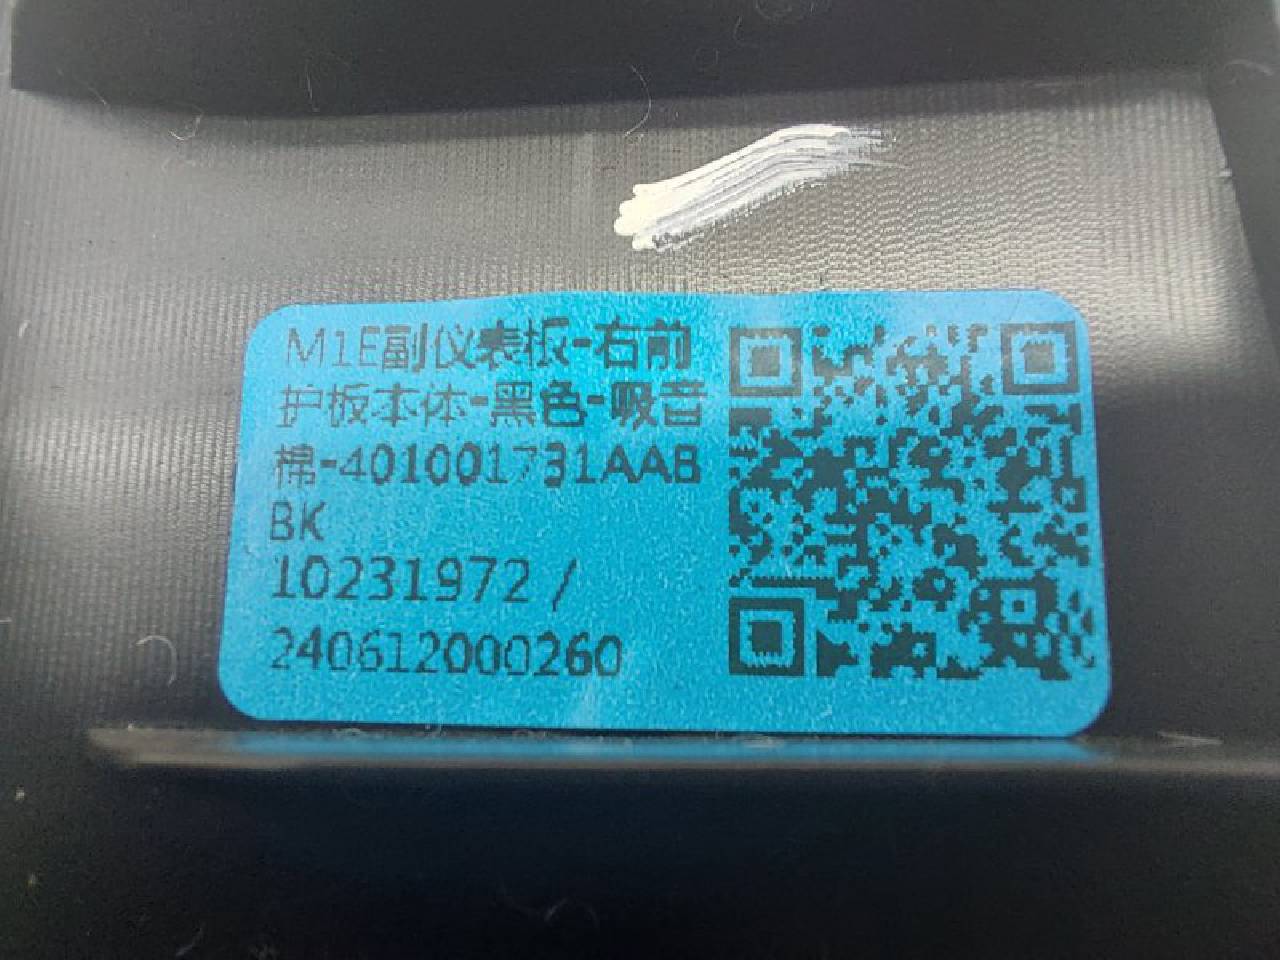 M1E副仪表板-右前
护板本体-黑色-吸音
棉-401001731AAB
BK
10231972 /
240612000260